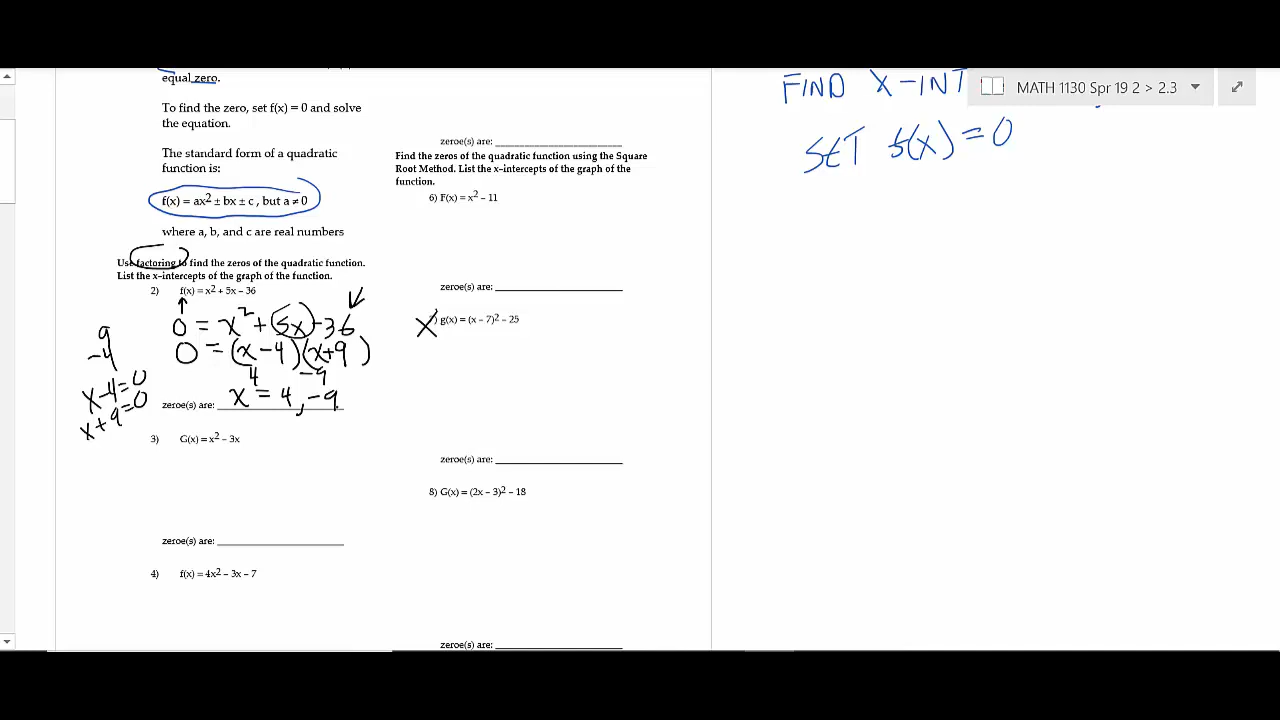 equal zero.
To find the zero, set f(x) = 0 and solve
the equation.
The standard form of a quadratic
function is:
f(x) = ax² ± bx ± c , but a ≠ 0
where a, b, and c are real numbers
Use factoring to find the zeros of the quadratic function.
List the x-intercepts of the graph of the function.
2) f(x) = x² + 5x – 36
0 = x² + 5x - 36
0 = (x - 4)(x + 9)
4 -9
9
-4
x - 4 = 0
x + 9 = 0
x = 4, -9
zeroe(s) are:
3) G(x) = x² – 3x
zeroe(s) are:
4) f(x) = 4x² – 3x – 7
zeroe(s) are:
Find the zeros of the quadratic function using the Square
Root Method. List the x-intercepts of the graph of the
function.
6) F(x) = x² – 11
zeroe(s) are:
X
) g(x) = (x – 7)² – 25
zeroe(s) are:
8) G(x) = (2x – 3)² – 18
zeroe(s) are:
FIND X-INT
SET f(x) = 0
MATH 1130 Spr 19 2 > 2.3